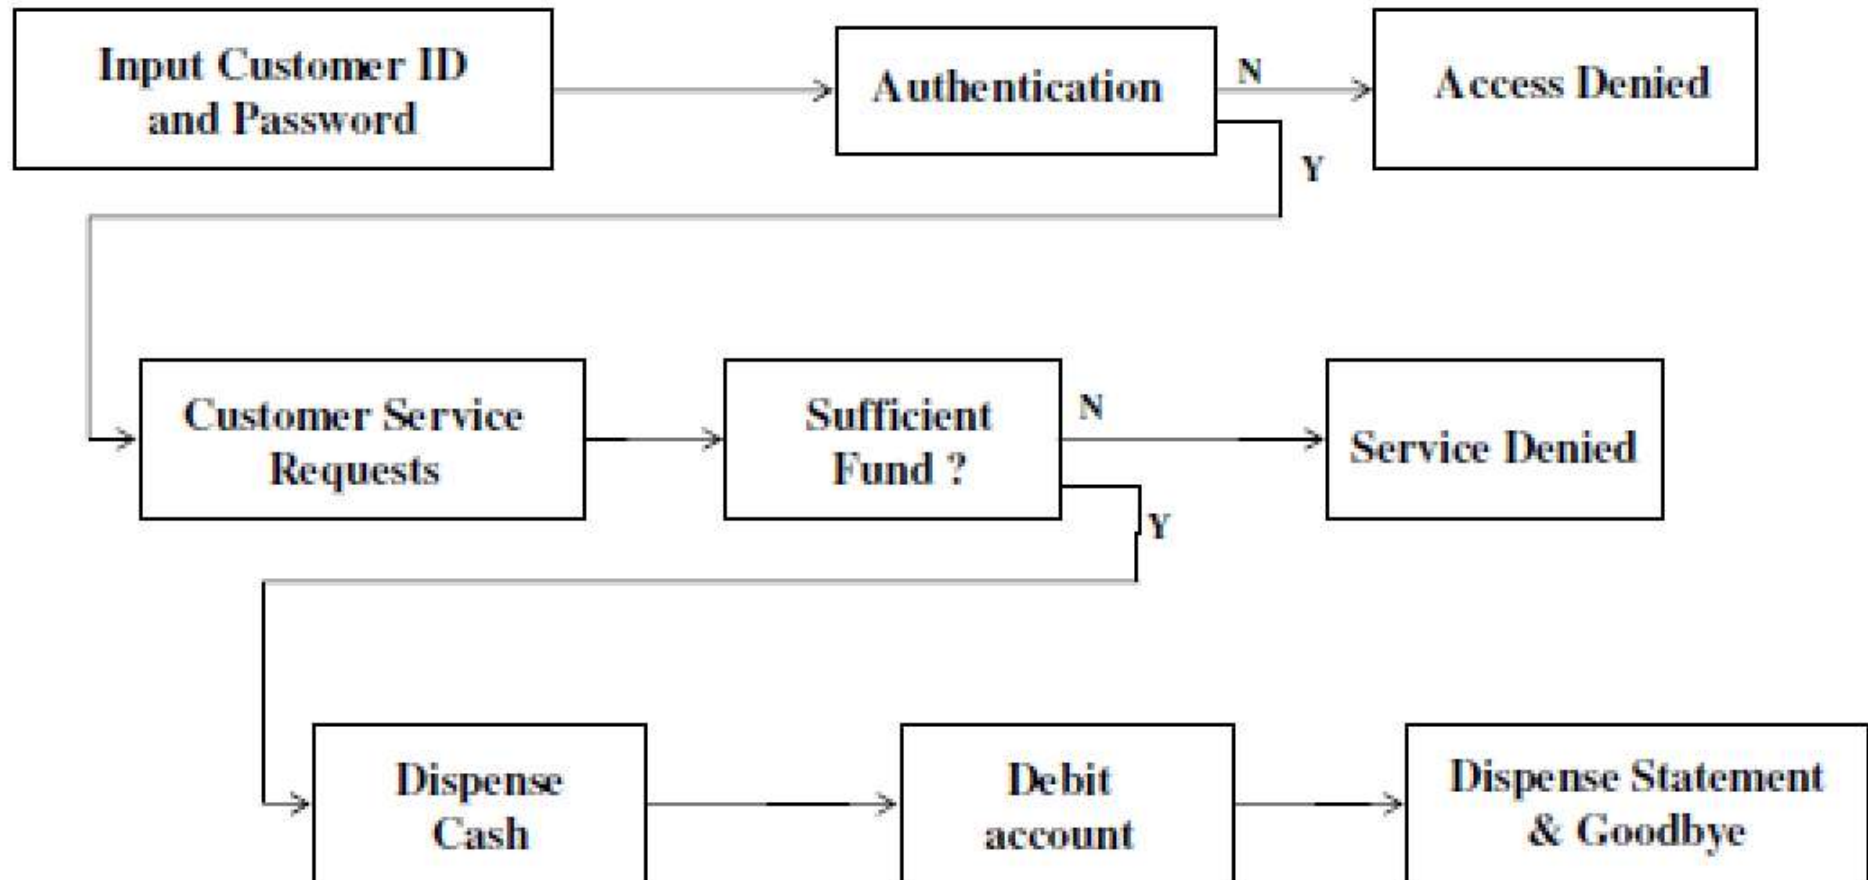 Input Customer ID
and Password
Authentication
N
Access Denied
Y
Customer Service
Requests
Sufficient
Fund ?
N
Service Denied
Y
Dispense
Cash
Debit
account
Dispense Statement
& Goodbye